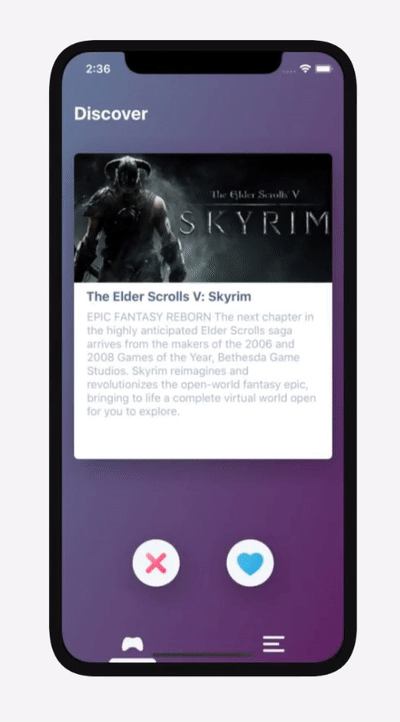 2:36
Discover
The Elder Scrolls V
SKYRIM
The Elder Scrolls V: Skyrim
EPIC FANTASY REBORN The next chapter in
the highly anticipated Elder Scrolls saga
arrives from the makers of the 2006 and
2008 Games of the Year, Bethesda Game
Studios. Skyrim reimagines and
revolutionizes the open-world fantasy epic,
bringing to life a complete virtual world open
for you to explore.